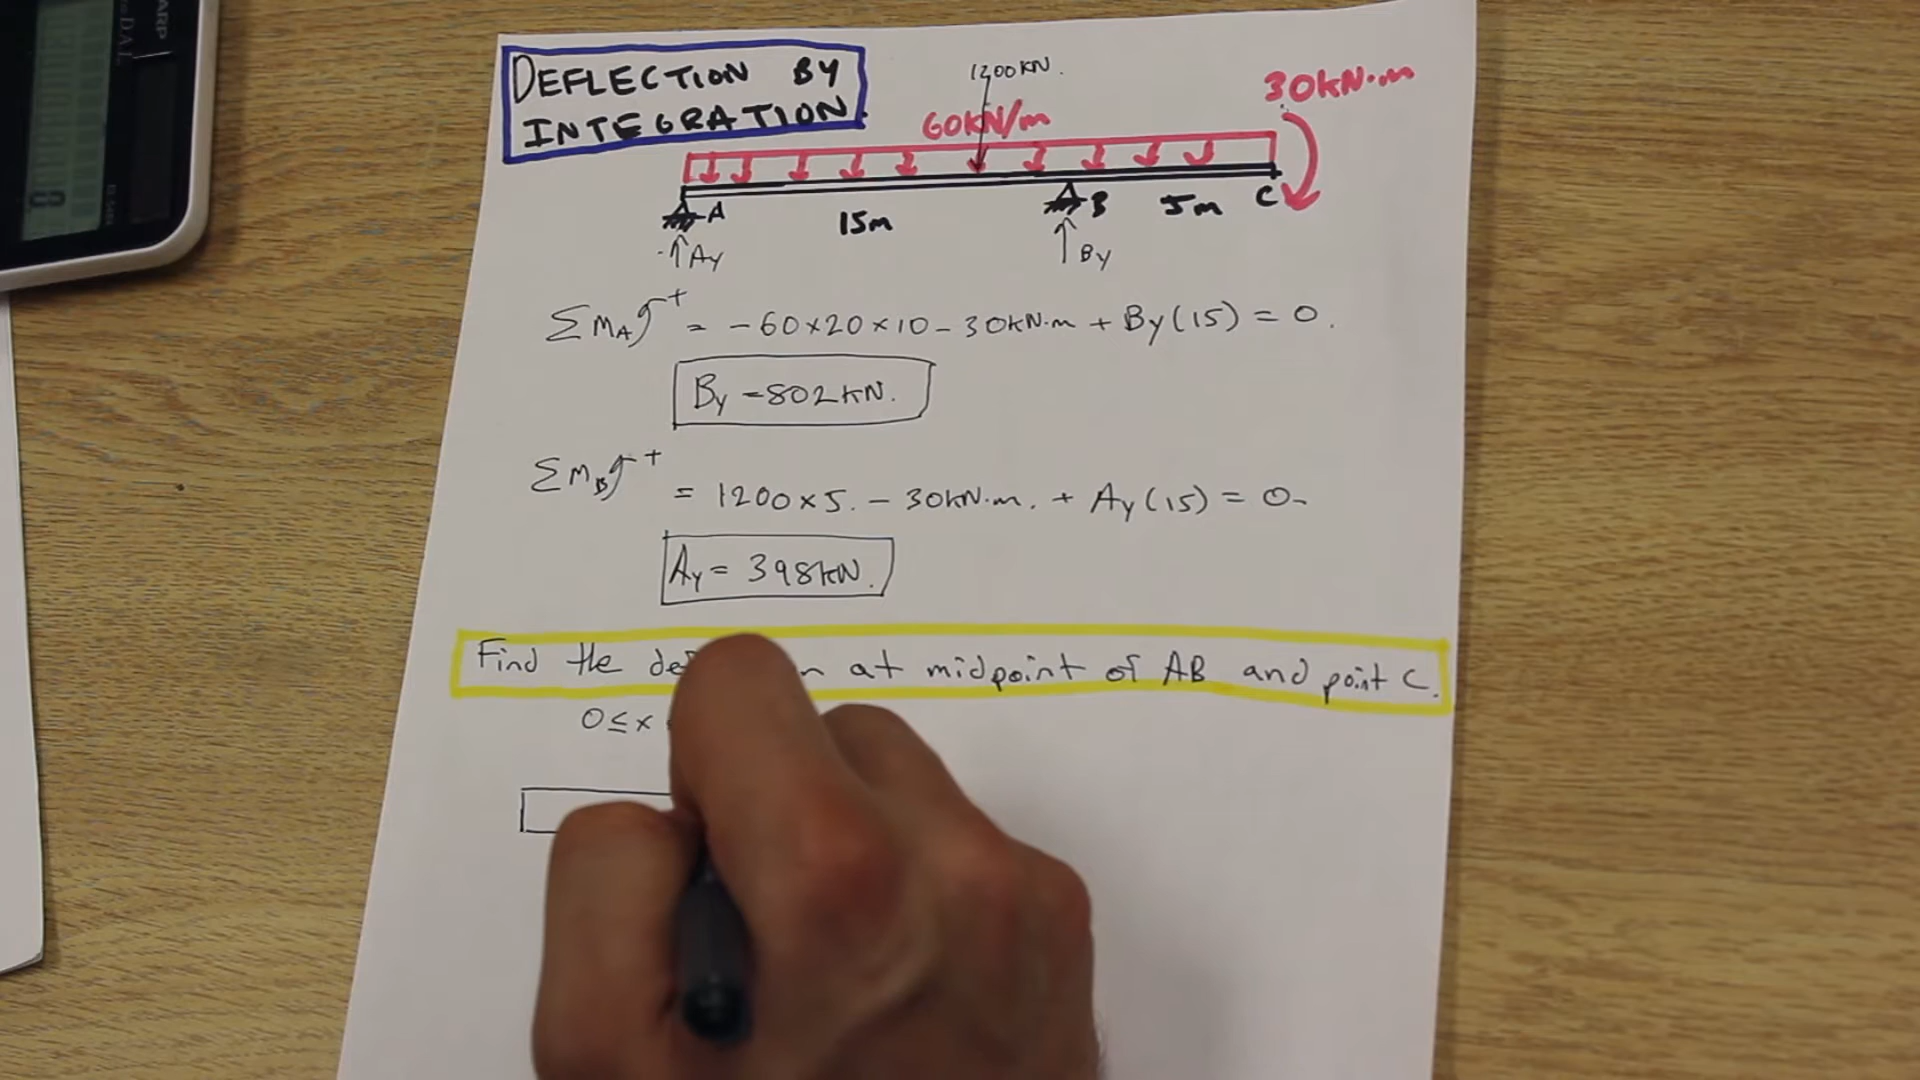 DEFLECTION BY
INTEGRATION.
1200KN.
60kN/m
30kN·m
A
15m
B
5m
C
Ay
By
ΣMA + = -60×20×10-30kN·m + By(15) = 0.
By = 802kN.
ΣMB + = 1200×5. - 30kN·m. + Ay(15) = 0-
Ay = 398kN.
Find the at midpoint of AB and point C.
0≤x